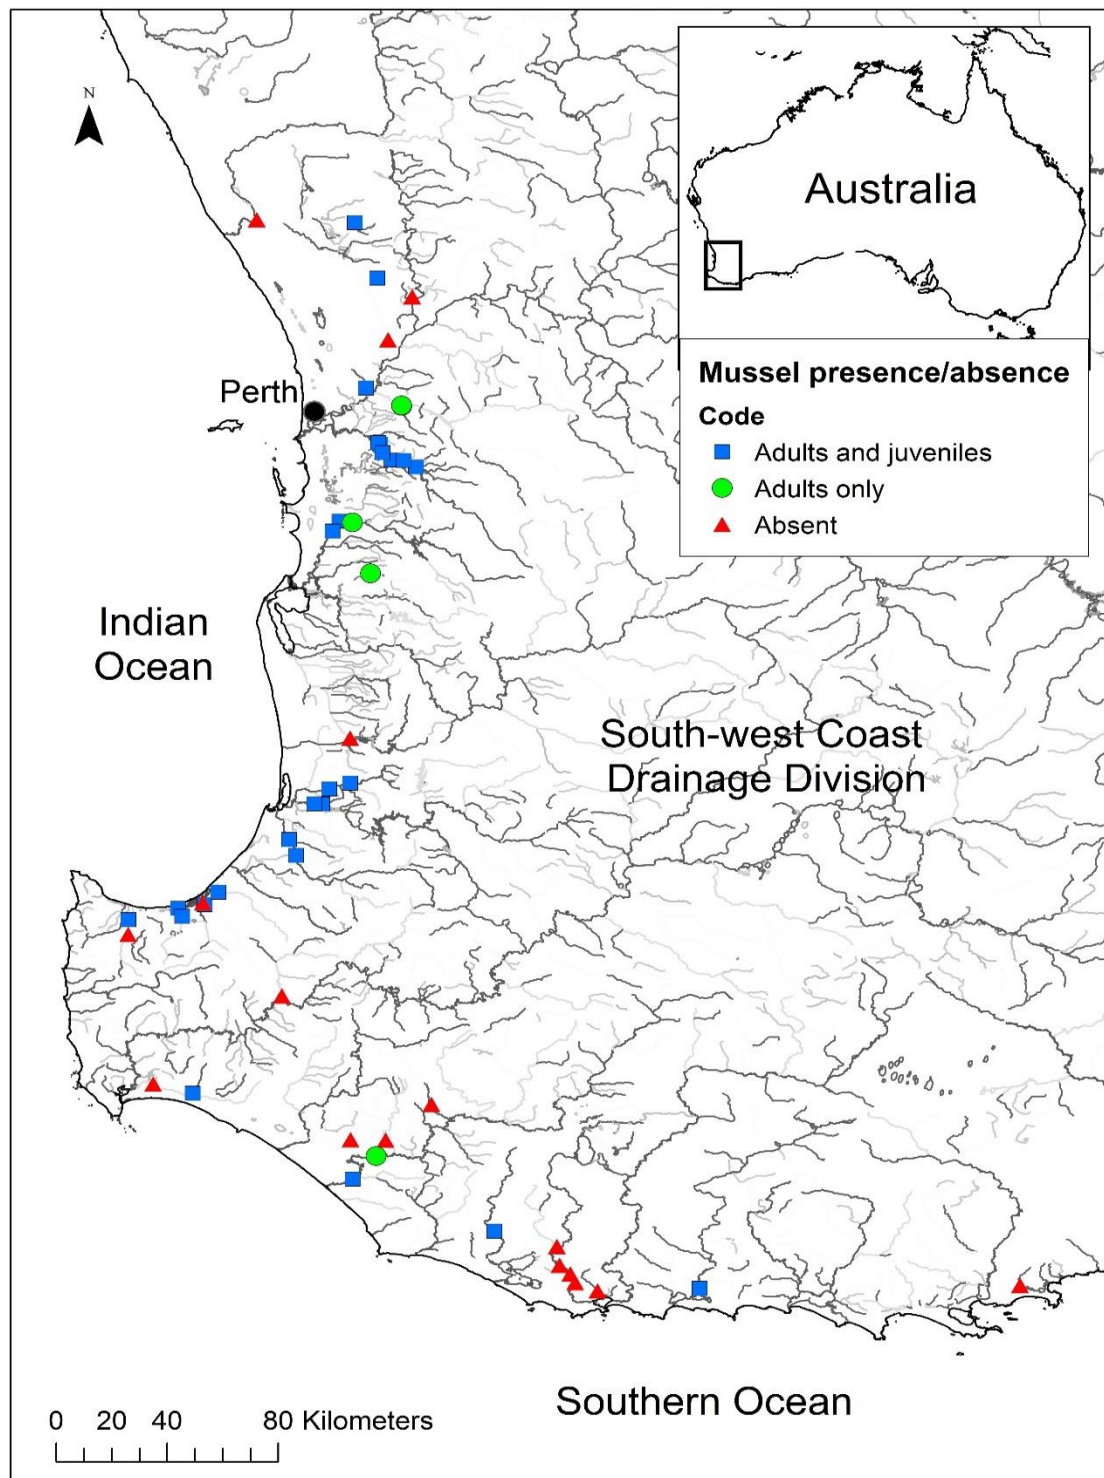 N
Australia
Mussel presence/absence
Code
Adults and juveniles
Adults only
Absent
Perth
Indian
Ocean
South-west Coast
Drainage Division
Southern Ocean
0 20 40 80 Kilometers